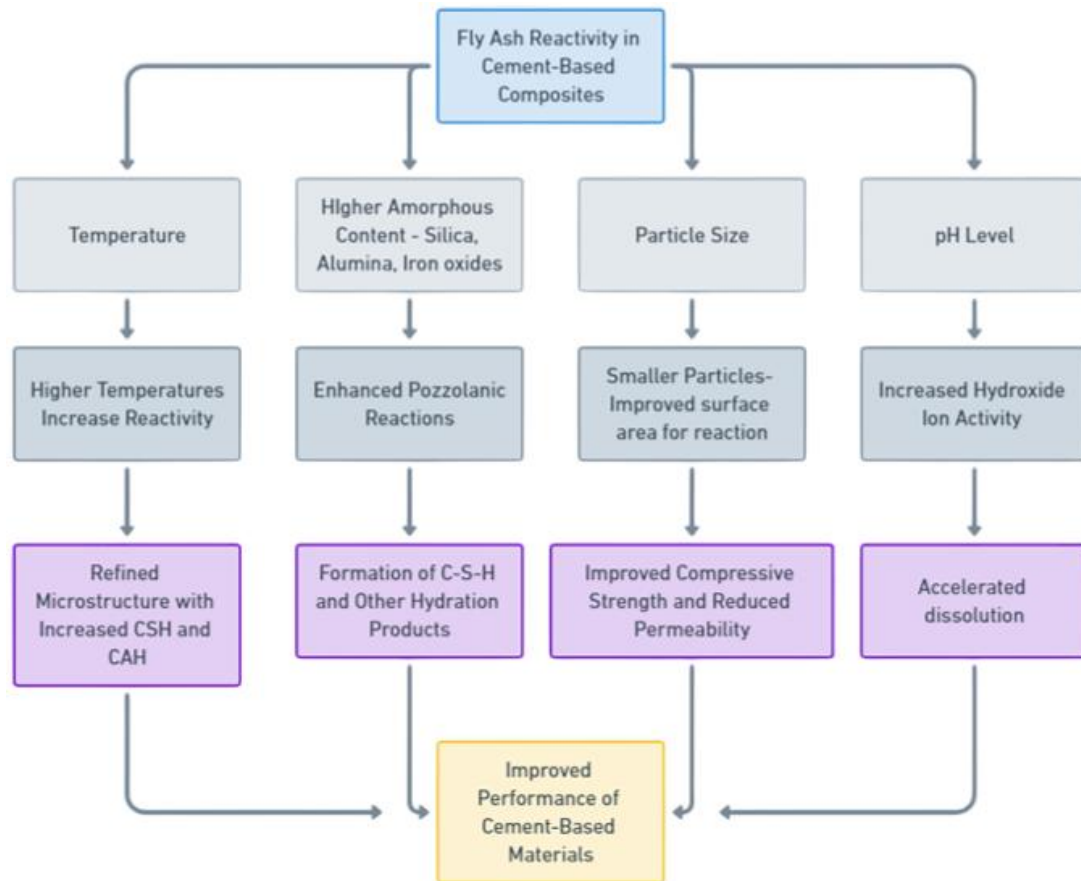 Fly Ash Reactivity in
Cement-Based
Composites
Temperature
HIgher Amorphous
Content - Silica,
Alumina, Iron oxides
Particle Size
pH Level
Higher Temperatures
Increase Reactivity
Enhanced Pozzolanic
Reactions
Smaller Particles-
Improved surface
area for reaction
Increased Hydroxide
Ion Activity
Refined
Microstructure with
Increased CSH and
CAH
Formation of C-S-H
and Other Hydration
Products
Improved Compressive
Strength and Reduced
Permeability
Accelerated
dissolution
Improved
Performance of
Cement-Based
Materials